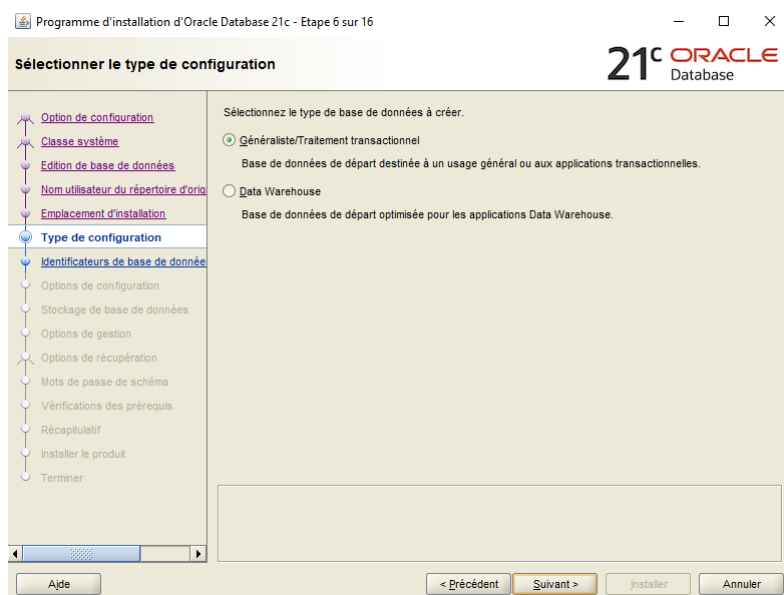 Programme d'installation d'Oracle Database 21c - Etape 6 sur 16
Sélectionner le type de configuration
21c ORACLE
Database
Option de configuration
Classe système
Edition de base de données
Nom utilisateur du répertoire d'orig
Emplacement d'installation
Type de configuration
Identificateurs de base de donnée
Options de configuration
Stockage de base de données
Options de gestion
Options de récupération
Mots de passe de schéma
Vérifications des prérequis
Récapitulatif
Installer le produit
Terminer
Sélectionnez le type de base de données à créer.
Généraliste/Traitement transactionnel
Base de données de départ destinée à un usage général ou aux applications transactionnelles.
Data Warehouse
Base de données de départ optimisée pour les applications Data Warehouse.
Aide
< Précédent
Suivant >
Installer
Annuler